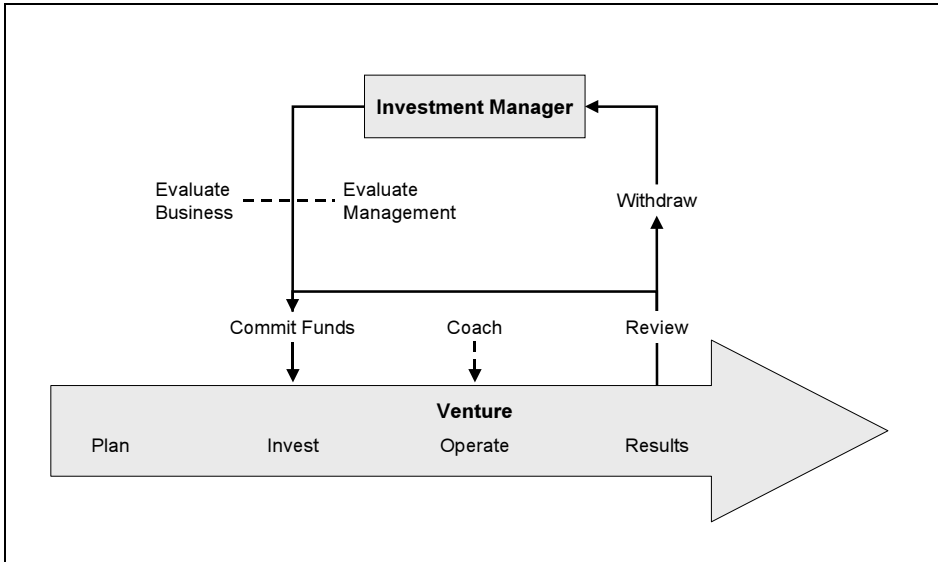 Investment Manager
Evaluate
Business
Evaluate
Management
Withdraw
Commit Funds
Coach
Review
Venture
Plan
Invest
Operate
Results